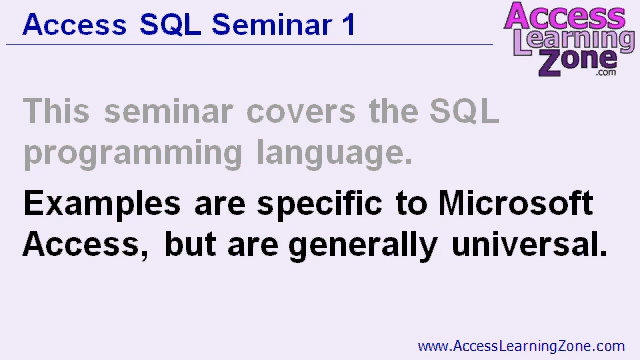 Access SQL Seminar 1
Access
Learning
Zone
.com
This seminar covers the SQL
programming language.
Examples are specific to Microsoft
Access, but are generally universal.
www.AccessLearningZone.com